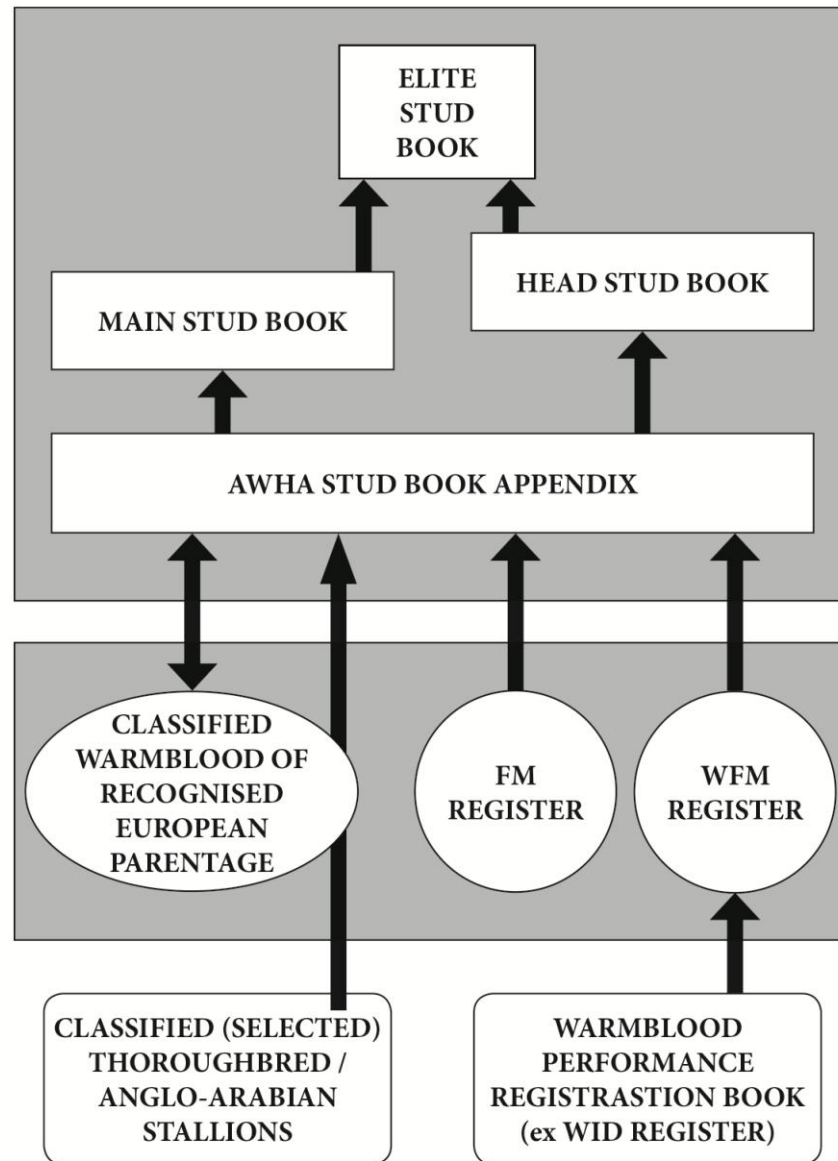 ELITE
STUD
BOOK
MAIN STUD BOOK
HEAD STUD BOOK
AWHA STUD BOOK APPENDIX
CLASSIFIED
WARMBLOOD OF
RECOGNISED
EUROPEAN
PARENTAGE
FM
REGISTER
WFM
REGISTER
CLASSIFIED (SELECTED)
THOROUGHBRED /
ANGLO-ARABIAN
STALLIONS
WARMBLOOD
PERFORMANCE
REGISTRASTION BOOK
(ex WID REGISTER)